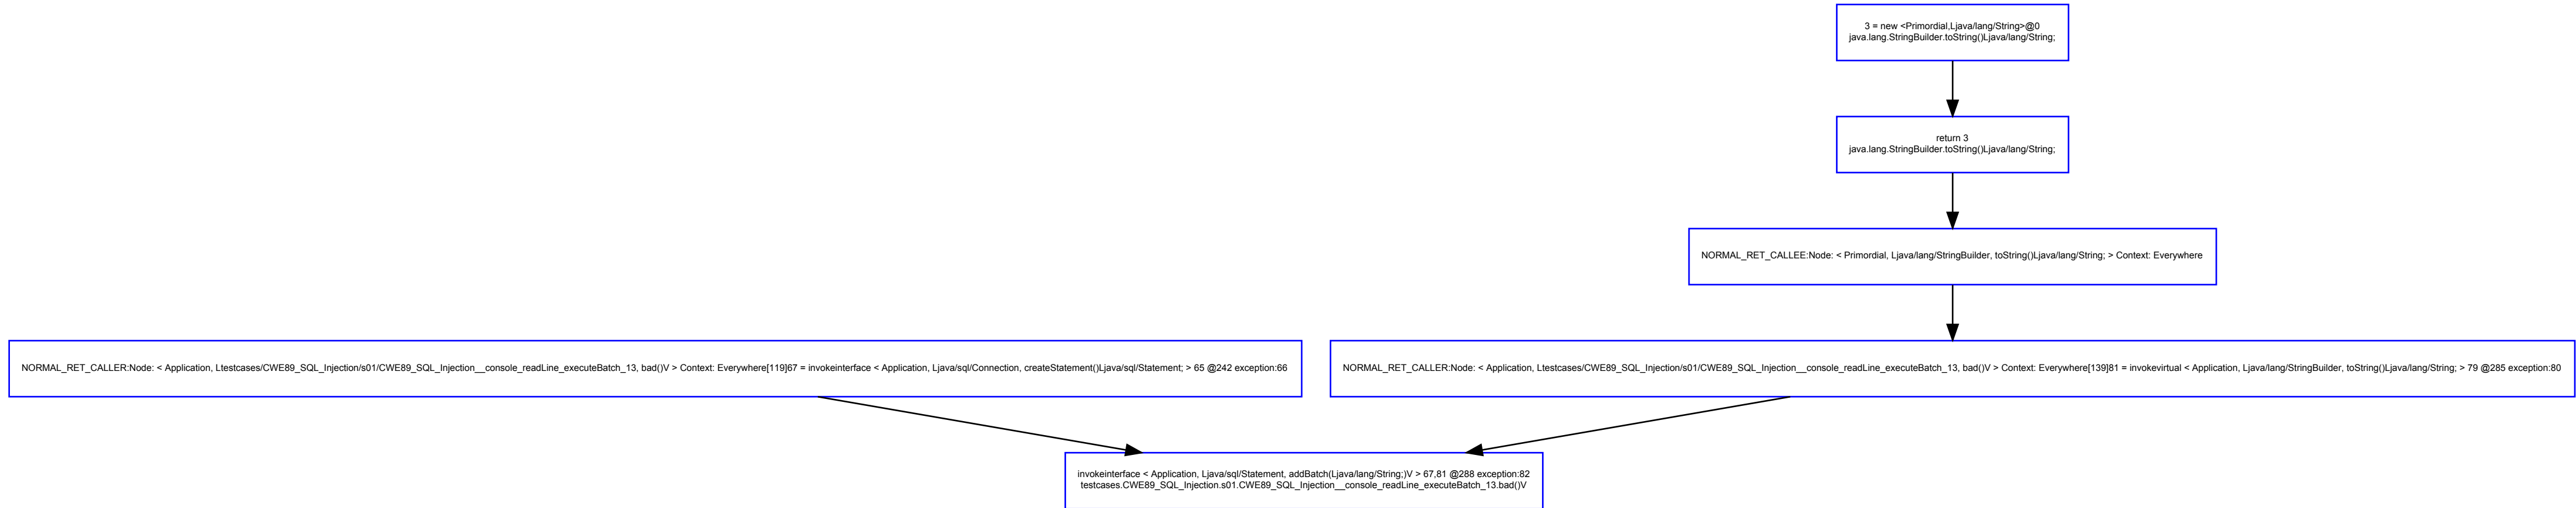 3 = new <Primordial,Ljava/lang/String>@0
java.lang.StringBuilder.toString()Ljava/lang/String;
return 3
java.lang.StringBuilder.toString()Ljava/lang/String;
NORMAL_RET_CALLEE:Node: < Primordial, Ljava/lang/StringBuilder, toString()Ljava/lang/String; > Context: Everywhere
NORMAL_RET_CALLER:Node: < Application, Ltestcases/CWE89_SQL_Injection/s01/CWE89_SQL_Injection__console_readLine_executeBatch_13, bad()V > Context: Everywhere[119]67 = invokeinterface < Application, Ljava/sql/Connection, createStatement()Ljava/sql/Statement; > 65 @242 exception:66
NORMAL_RET_CALLER:Node: < Application, Ltestcases/CWE89_SQL_Injection/s01/CWE89_SQL_Injection__console_readLine_executeBatch_13, bad()V > Context: Everywhere[139]81 = invokevirtual < Application, Ljava/lang/StringBuilder, toString()Ljava/lang/String; > 79 @285 exception:80
invokeinterface < Application, Ljava/sql/Statement, addBatch(Ljava/lang/String;)V > 67,81 @288 exception:82
testcases.CWE89_SQL_Injection.s01.CWE89_SQL_Injection__console_readLine_executeBatch_13.bad()V